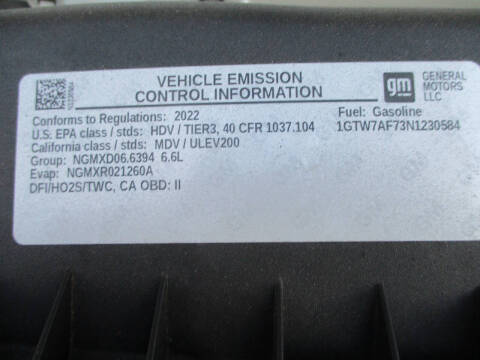 VEHICLE EMISSION
CONTROL INFORMATION
gm
GENERAL
MOTORS
LLC
Conforms to Regulations: 2022
Fuel: Gasoline
U.S. EPA class / stds: HDV / TIER3, 40 CFR 1037.104
1GTW7AF73N1230584
California class / stds: MDV / ULEV200
Group: NGMXD06.6394 6.6L
Evap: NGMXR021260A
DFI/HO2S/TWC, CA OBD: II